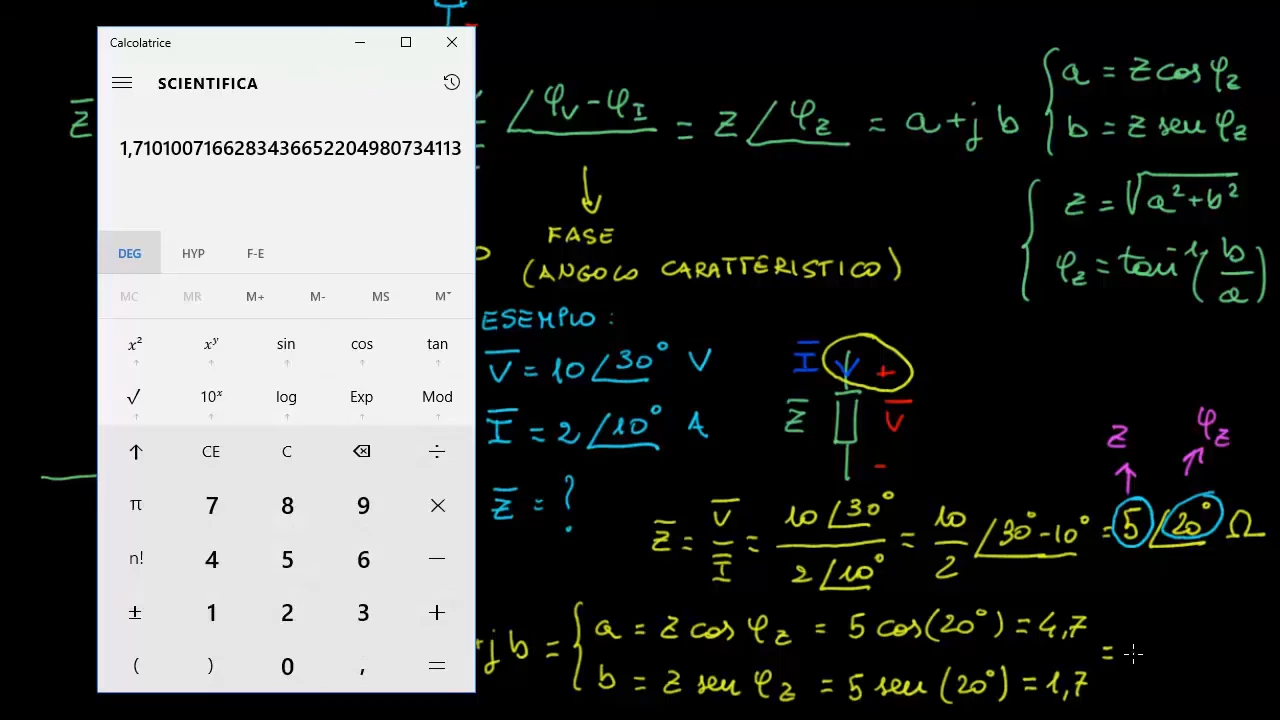 Calcolatrice
SCIENTIFICA
1,7101007166283436652204980734113
DEG HYP F-E
MC MR M+ M- MS M˅
x² xʸ sin cos tan
√ 10ˣ log Exp Mod
↑ CE C ⌫ ÷
π 7 8 9 ×
n! 4 5 6 −
± 1 2 3 +
( ) 0 , =
I
Z̅ ∠φV-φI = Z∠φZ = a+jb
{ a = Z cos φZ
b = Z sen φZ
{ Z = √(a²+b²)
φZ = tan⁻¹(b/a)
FASE
(ANGOLO CARATTERISTICO)
ESEMPIO:
V̅ = 10∠30° V
I̅ = 2∠10° A
Z̅ = ?
I̅ +
Z̅ V̅
-
Z φZ
Z̅ = V̅/I̅ = 10∠30°/2∠10° = 10/2 ∠30°-10° = 5∠20° Ω
+jb = { a = Z cos φZ = 5 cos(20°) = 4,7
b = Z sen φZ = 5 sen(20°) = 1,7
=